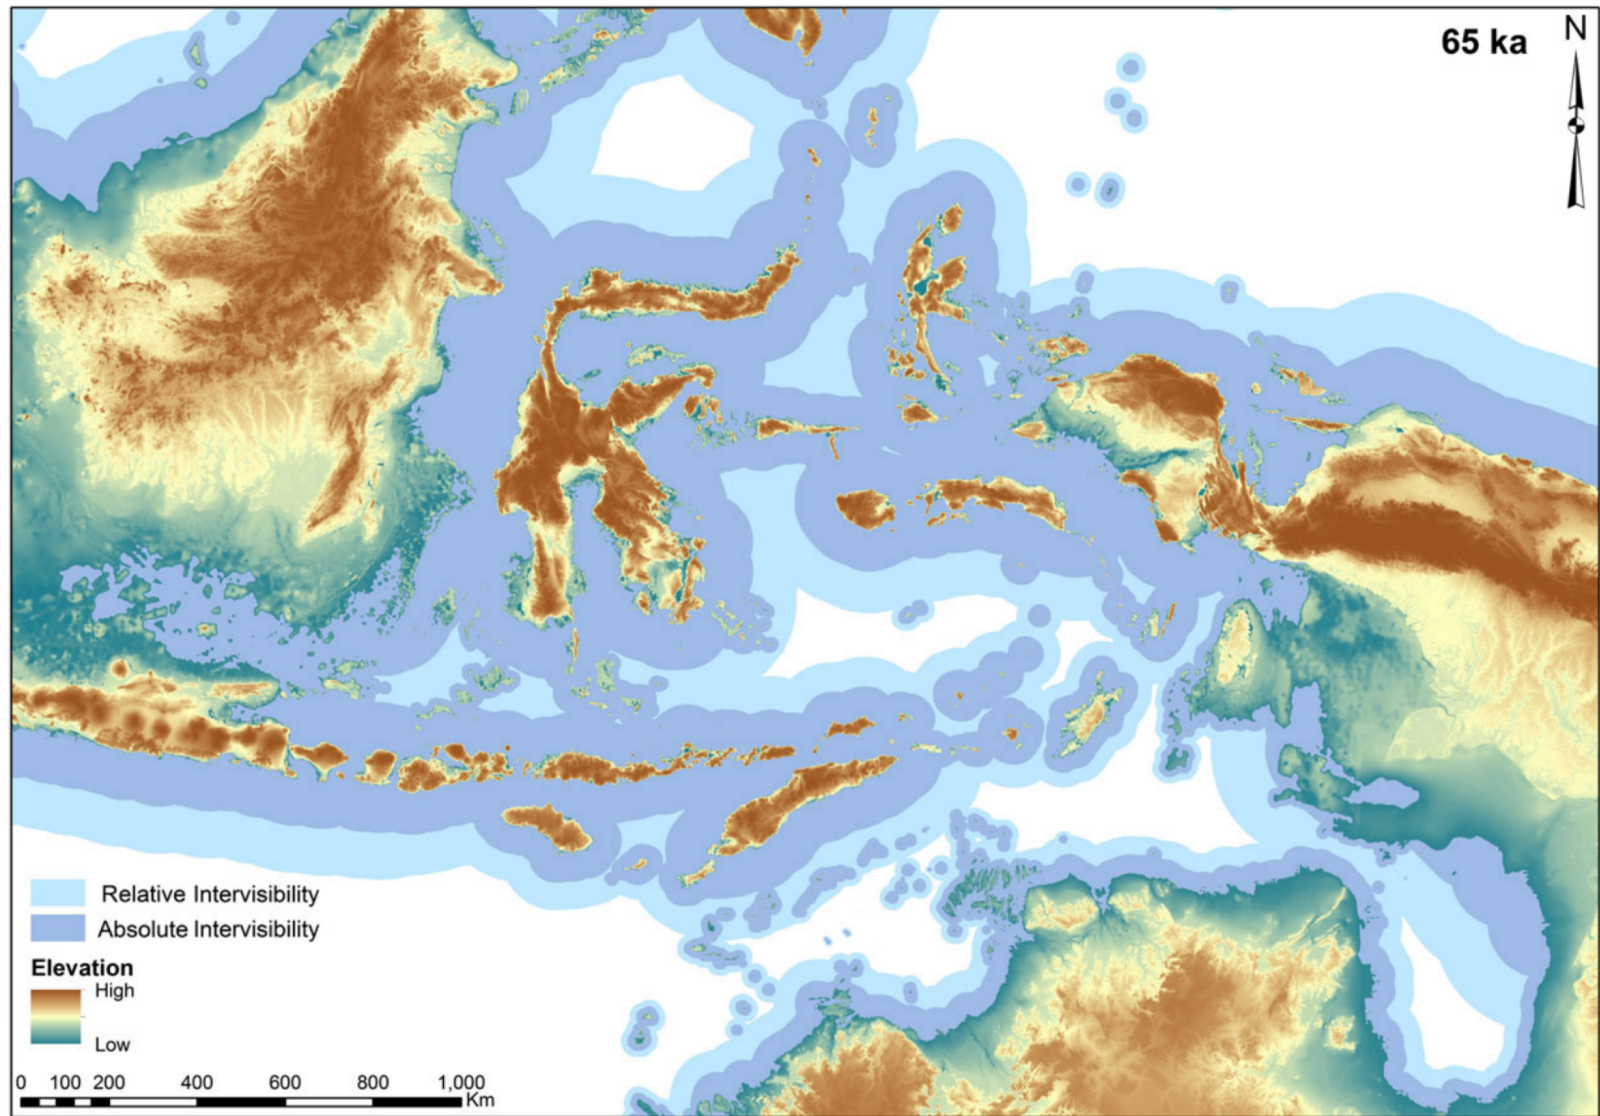 65 ka
N
Relative Intervisibility
Absolute Intervisibility
Elevation
High
Low
0 100 200 400 600 800 1,000
Km